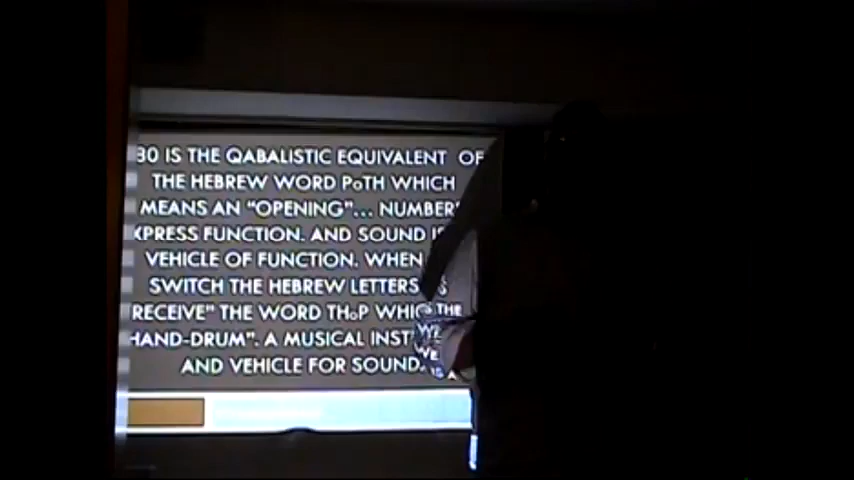 80 IS THE QABALISTIC EQUIVALENT OF
THE HEBREW WORD PoTH WHICH
MEANS AN "OPENING"... NUMBERS
XPRESS FUNCTION. AND SOUND IS
VEHICLE OF FUNCTION. WHEN
SWITCH THE HEBREW LETTERS
RECEIVE" THE WORD THoP WHICH THE
HAND-DRUM". A MUSICAL INST
AND VEHICLE FOR SOUND.